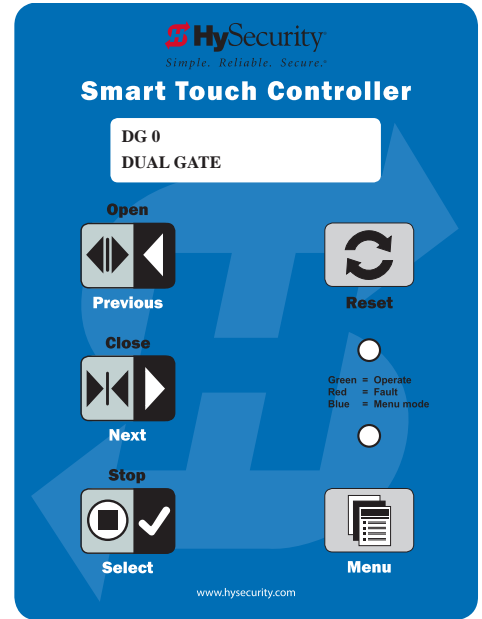 HySecurity
Simple. Reliable. Secure.®
Smart Touch Controller
DG 0
DUAL GATE
Open
Previous
Reset
Close
Next
Green = Operate
Red = Fault
Blue = Menu mode
Stop
Select
Menu
www.hysecurity.com